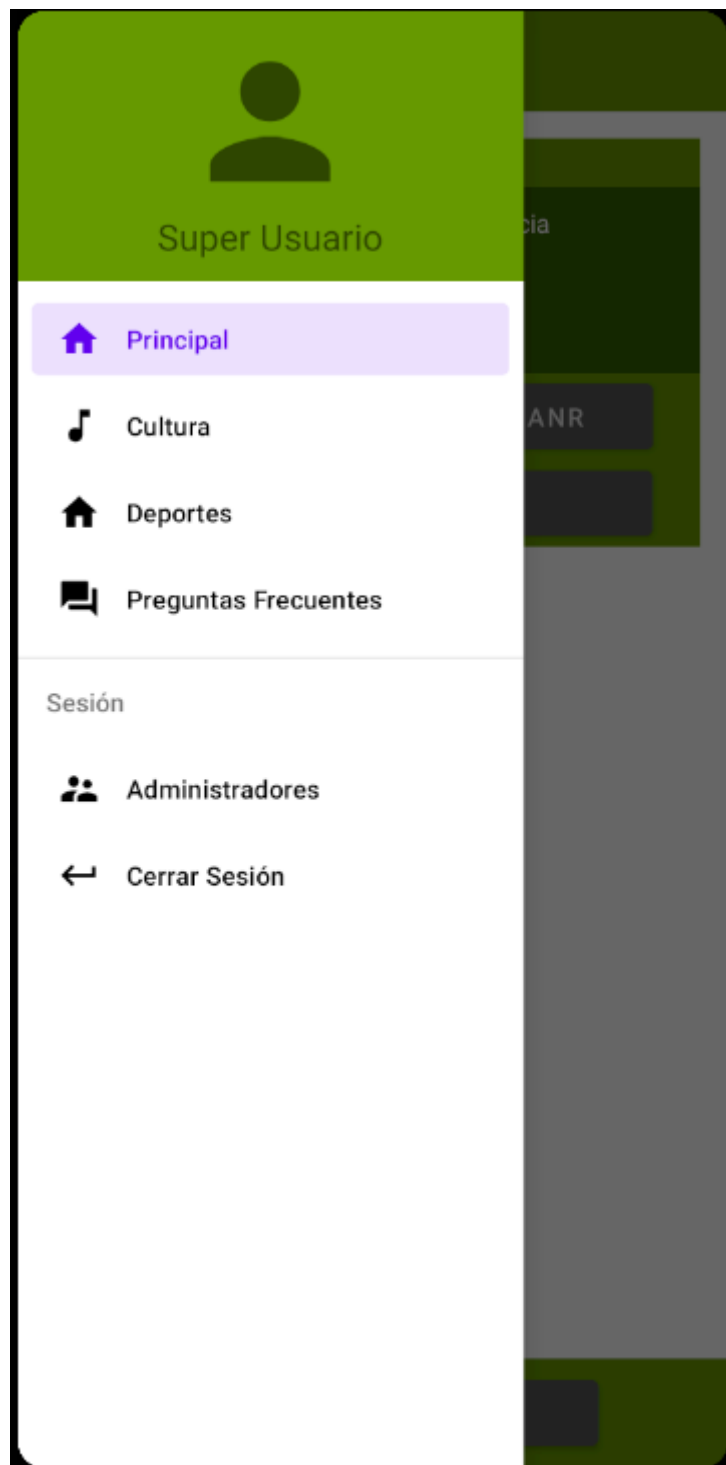 Super Usuario
Principal
Cultura
Deportes
Preguntas Frecuentes
Sesión
Administradores
Cerrar Sesión